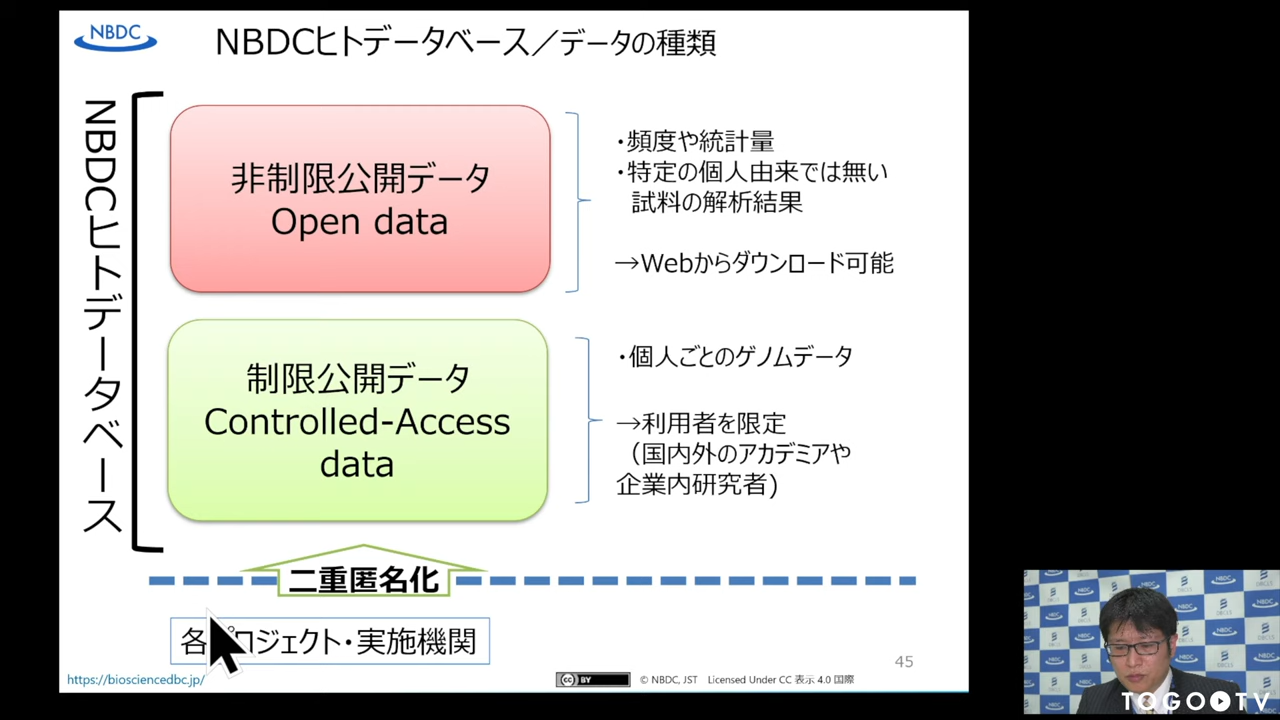 NBDC
NBDCヒトデータベース／データの種類
NBDCヒトデータベース
非制限公開データ
Open data
・頻度や統計量
・特定の個人由来では無い
試料の解析結果
→Webからダウンロード可能
制限公開データ
Controlled-Access
data
・個人ごとのゲノムデータ
→利用者を限定
（国内外のアカデミアや
企業内研究者)
二重匿名化
各プロジェクト・実施機関
45
https://biosciencedbc.jp/
cc BY
© NBDC, JST Licensed Under CC 表示 4.0 国際
NBDC
DBCLS
TOGOTV